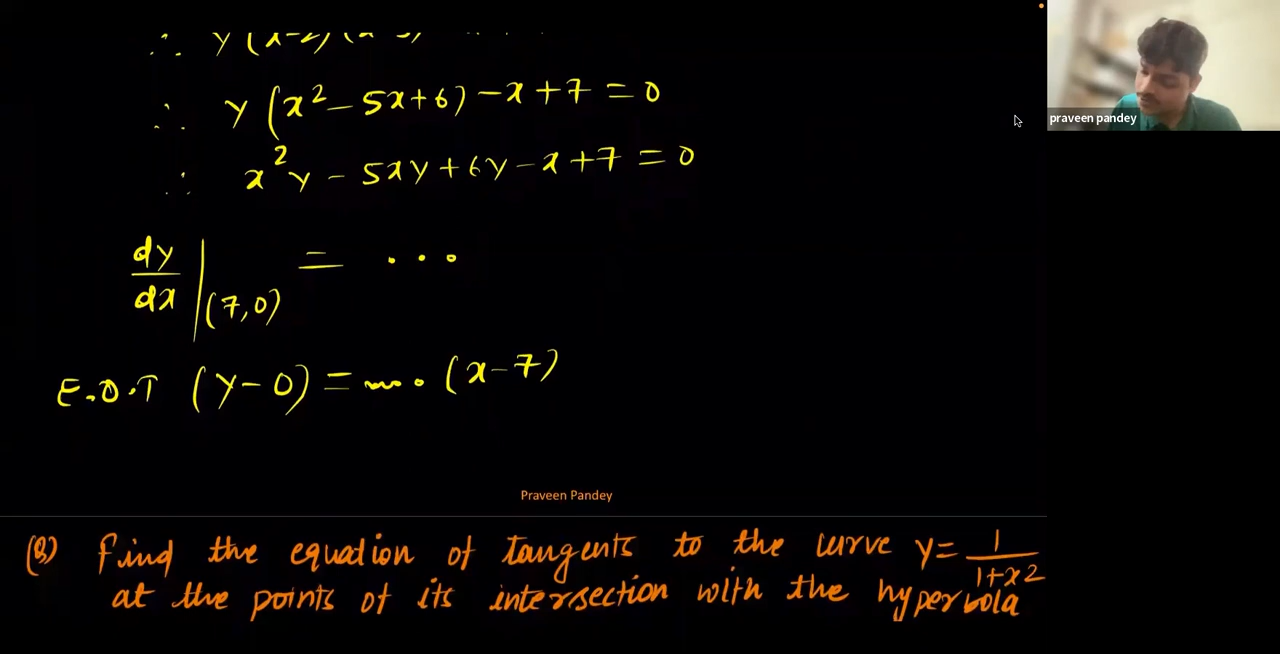 ∴ y(x²-5x+6)-x+7=0
praveen pandey
∴ x²y-5xy+6y-x+7=0
dy/dx|(7,0) = ...
E.O.T (y-0)= m.(x-7)
Praveen Pandey
(Q) Find the equation of tangents to the curve y=1/1+x2
at the points of its intersection with the hyperbola